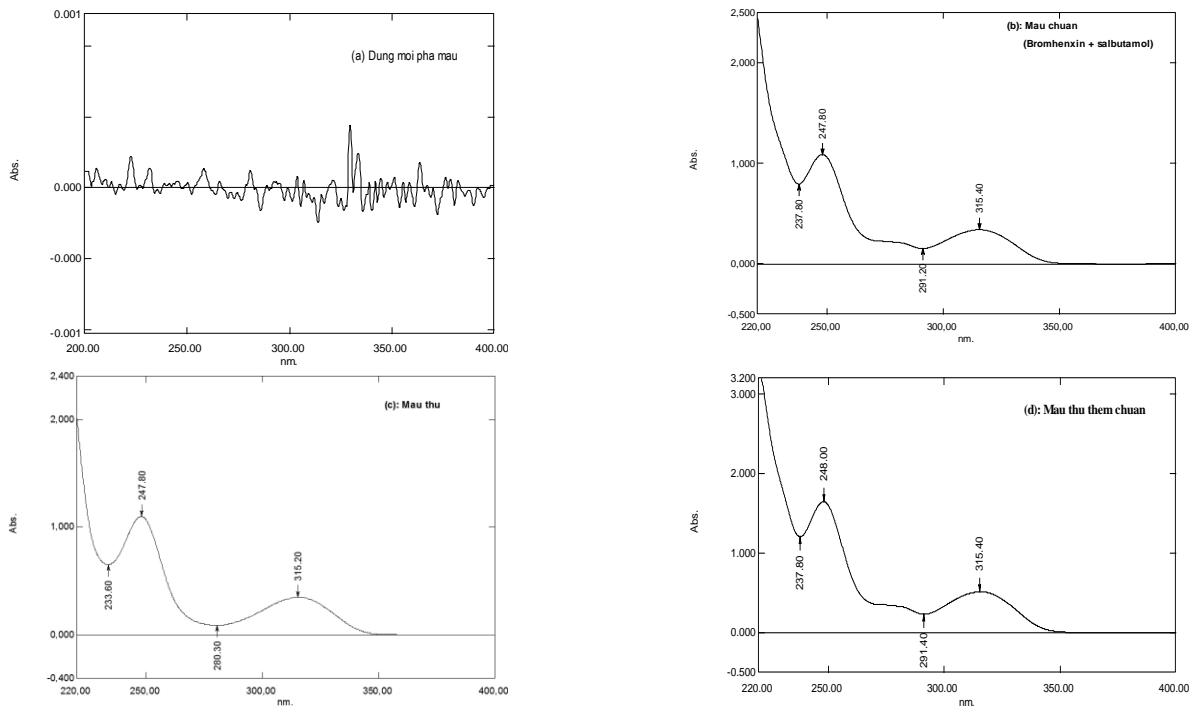 0.001
(a) Dung moi pha mau
Abs.
0.000
-0.000
-0.001
200.00 250.00 300.00 350.00 400.00
nm.
2,500
(b): Mau chuan
(Bromhenxin + salbutamol)
2,000
Abs.
1,000
0,000
-0,500
247.80
237.80
315.40
291.20
220,00 250,00 300,00 350,00 400,00
nm.
2,400
(c): Mau thu
2,000
Abs.
1,000
0,000
-0,400
247.80
233.60
315.20
280.30
220,00 250,00 300,00 350,00 400,00
nm.
3.200
3.000
(d): Mau thu them chuan
2.000
Abs.
1.000
0.000
-0.500
248.00
237.80
315.40
291.40
220.00 250.00 300.00 350.00 400.00
nm.